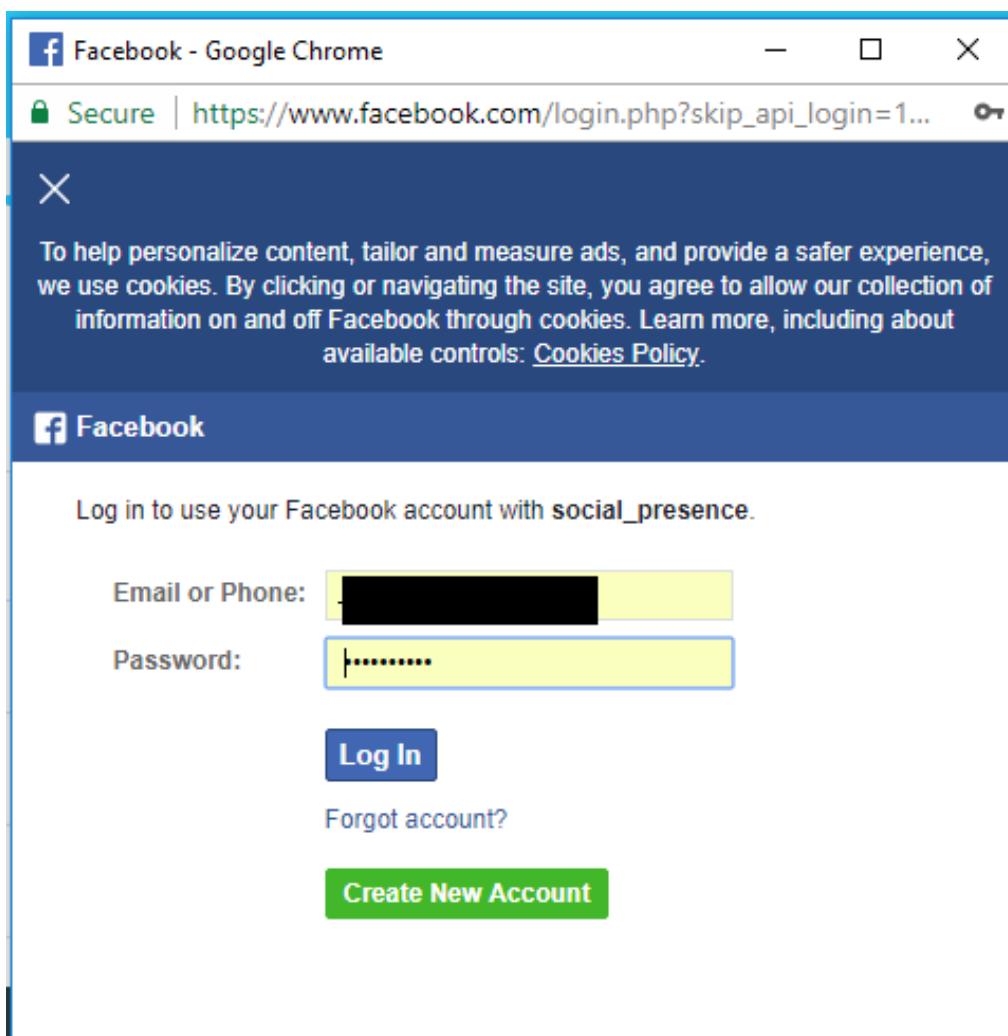 Facebook - Google Chrome
Secure | https://www.facebook.com/login.php?skip_api_login=1...
To help personalize content, tailor and measure ads, and provide a safer experience,
we use cookies. By clicking or navigating the site, you agree to allow our collection of
information on and off Facebook through cookies. Learn more, including about
available controls: Cookies Policy.
Facebook
Log in to use your Facebook account with social_presence.
Email or Phone:
Password: ••••••••••
Log In
Forgot account?
Create New Account